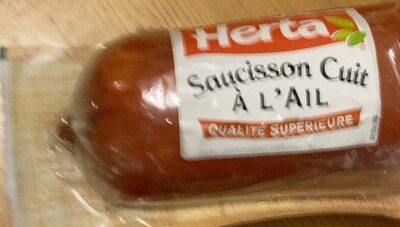 Herta
Saucisson Cuit
À L'AIL
QUALITÉ SUPÉRIEURE